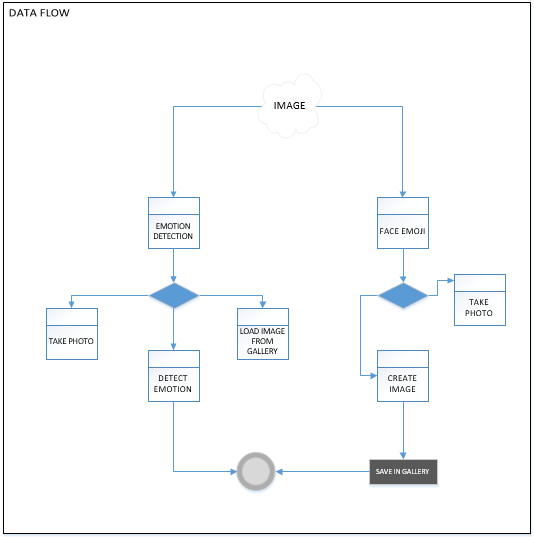 DATA FLOW
IMAGE
EMOTION
DETECTION
FACE EMOJI
TAKE PHOTO
LOAD IMAGE
FROM
GALLERY
TAKE
PHOTO
DETECT
EMOTION
CREATE
IMAGE
SAVE IN GALLERY